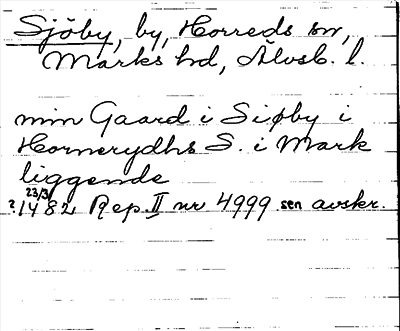 Sjöby, by, Horreds sn,
Marks hd, Älvsb. l.
min Gaard i Siøby i
Hornerydhs S. i Mark
liggende
?23/3 1482 Rep. II nr 4999 sen avskr.